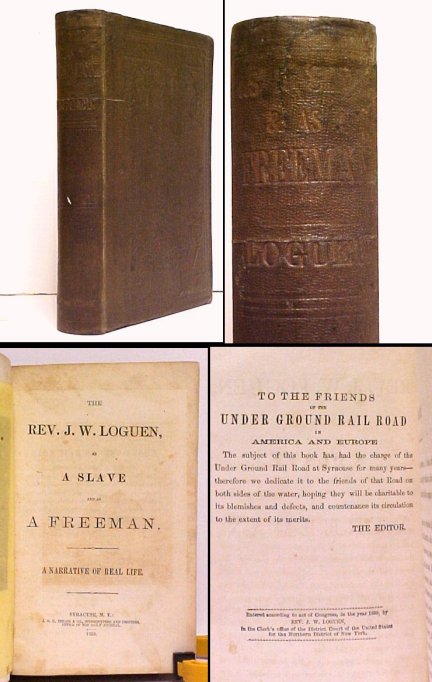 AS
& AS
FREEMAN
LOGUEN
THE
REV. J. W. LOGUEN,
AS
A SLAVE
AND AS
A FREEMAN.
A NARRATIVE OF REAL LIFE.
SYRACUSE, N. Y.:
1859.
TO THE FRIENDS
OF THE
UNDER GROUND RAIL ROAD
IN
AMERICA AND EUROPE
The subject of this book has had the charge of the
Under Ground Rail Road at Syracuse for many years—
therefore we dedicate it to the friends of that Road on
both sides of the water, hoping they will be charitable to
its blemishes and defects, and countenance its circulation
to the extent of its merits.
THE EDITOR.
Entered according to act of Congress, in the year 1859, by
REV. J. W. LOGUEN,
In the Clerk's office of the District Court of the United States
for the Northern District of New York.